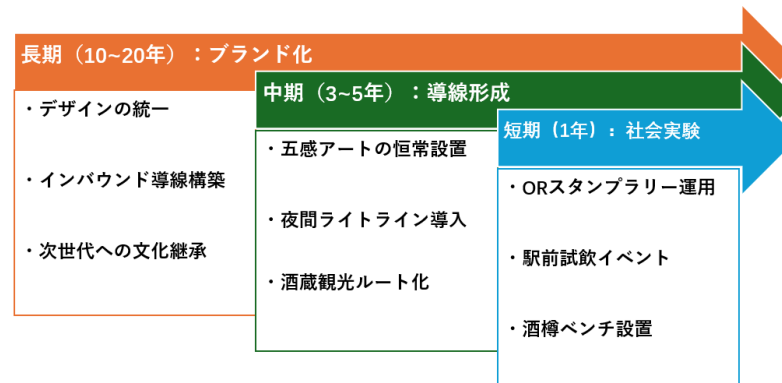 長期（10~20年）：ブランド化
・デザインの統一
・インバウンド導線構築
・次世代への文化継承
中期（3~5年）：導線形成
・五感アートの恒常設置
・夜間ライトライン導入
・酒蔵観光ルート化
短期（1年）：社会実験
・ORスタンプラリー運用
・駅前試飲イベント
・酒樽ベンチ設置